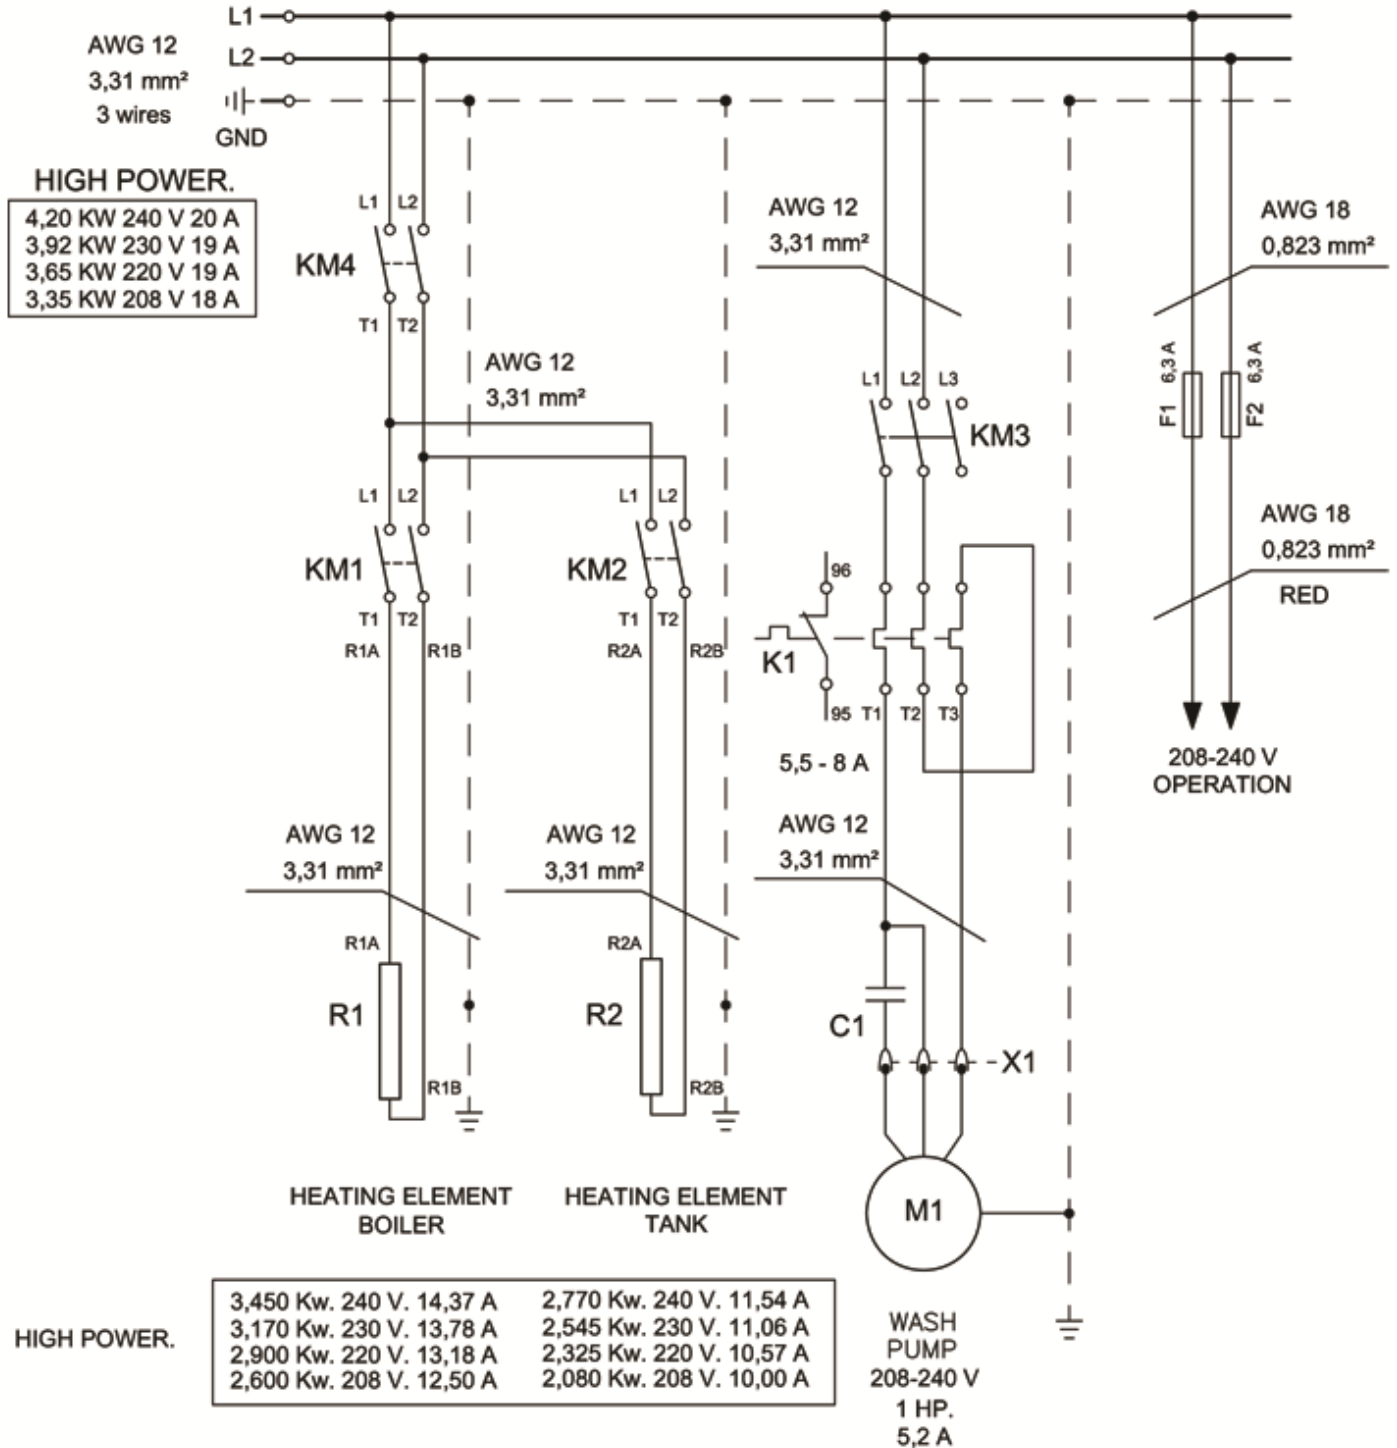 L1
AWG 12
3,31 mm²
3 wires
L2
GND
HIGH POWER.
4,20 KW 240 V 20 A
3,92 KW 230 V 19 A
3,65 KW 220 V 19 A
3,35 KW 208 V 18 A
L1 L2
KM4
T1 T2
AWG 12
3,31 mm²
AWG 12
3,31 mm²
AWG 18
0,823 mm²
L1 L2 L3
KM3
6,3 A
F1
6,3 A
F2
L1 L2
KM1
T1 T2
R1A R1B
L1 L2
KM2
T1 T2
R2A R2B
96
K1
95
T1 T2 T3
5,5 - 8 A
AWG 18
0,823 mm²
RED
208-240 V
OPERATION
AWG 12
3,31 mm²
AWG 12
3,31 mm²
AWG 12
3,31 mm²
R1A
R1
R1B
R2A
R2
R2B
C1
X1
M1
HEATING ELEMENT
BOILER
HEATING ELEMENT
TANK
HIGH POWER.
3,450 Kw. 240 V. 14,37 A
3,170 Kw. 230 V. 13,78 A
2,900 Kw. 220 V. 13,18 A
2,600 Kw. 208 V. 12,50 A
2,770 Kw. 240 V. 11,54 A
2,545 Kw. 230 V. 11,06 A
2,325 Kw. 220 V. 10,57 A
2,080 Kw. 208 V. 10,00 A
WASH
PUMP
208-240 V
1 HP.
5,2 A